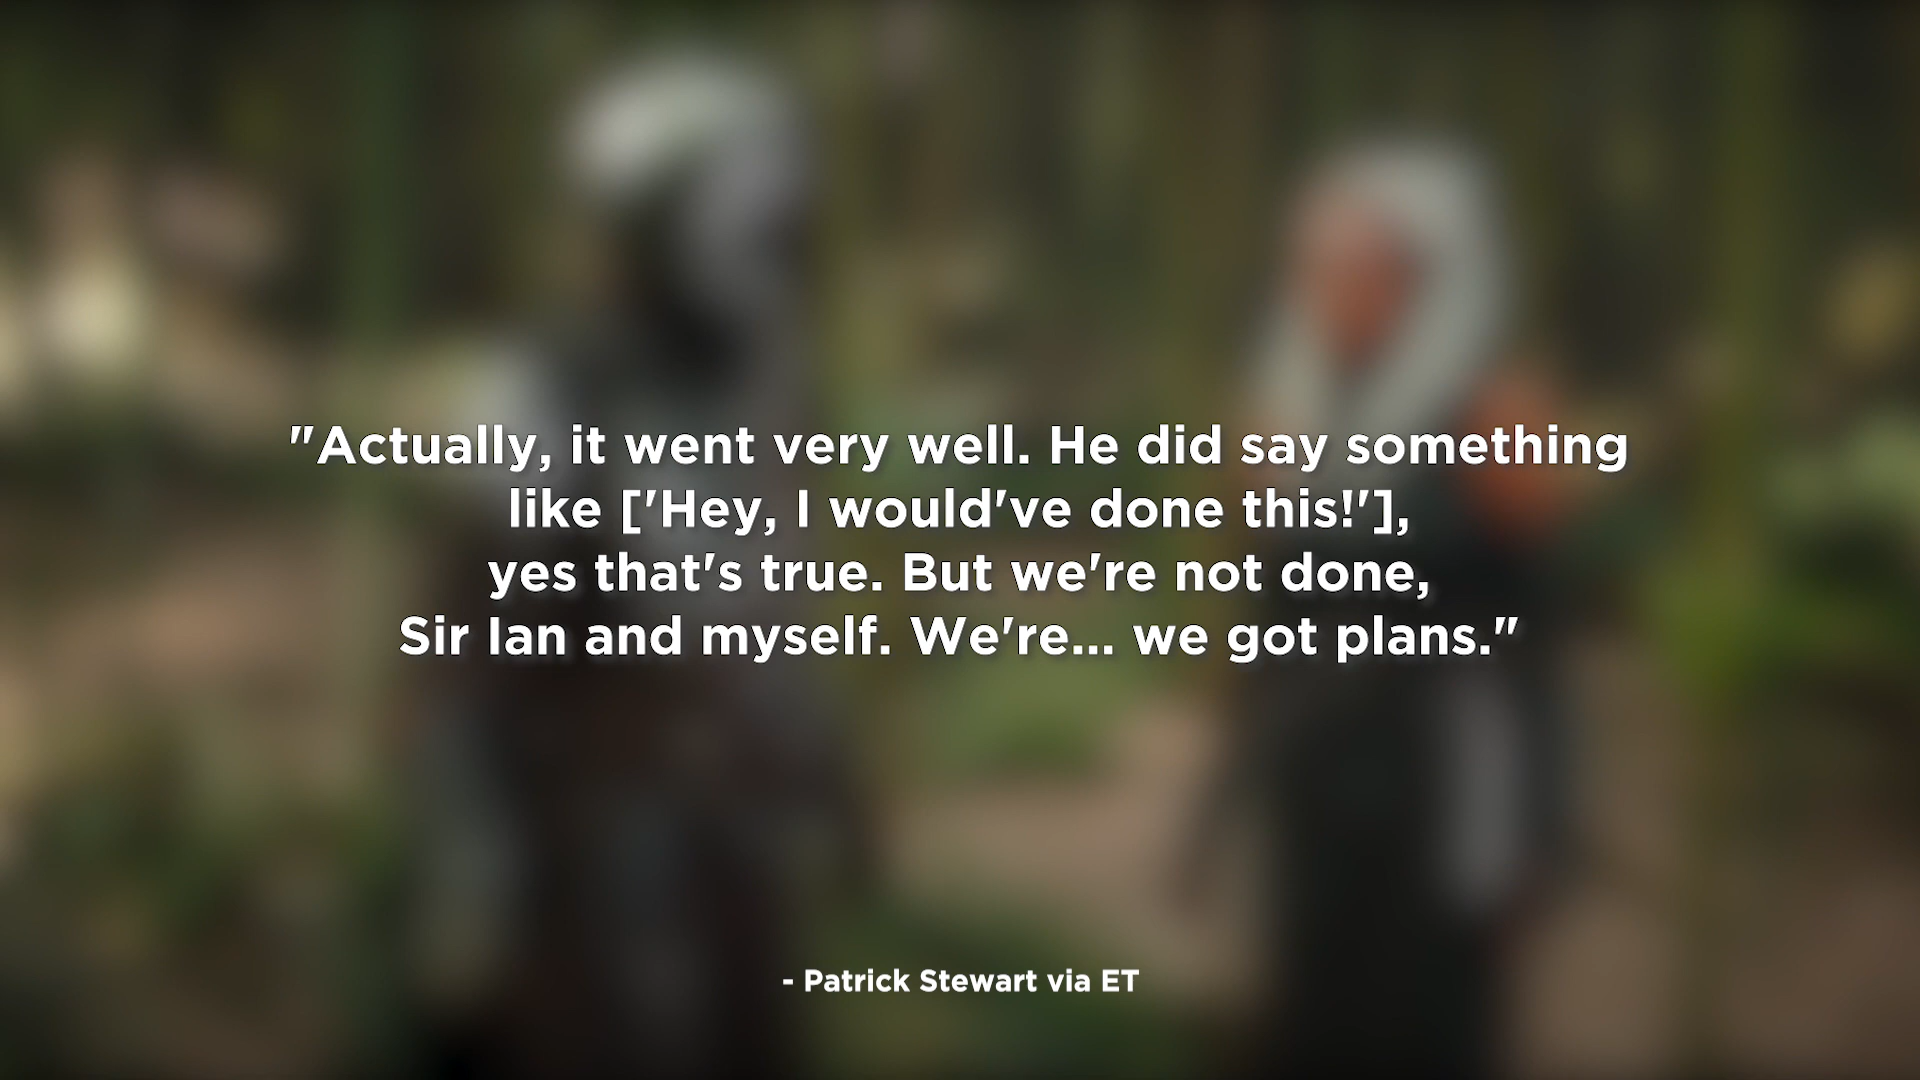 "Actually, it went very well. He did say something
like ['Hey, I would've done this!'],
yes that's true. But we're not done,
Sir Ian and myself. We're... we got plans."
- Patrick Stewart via ET